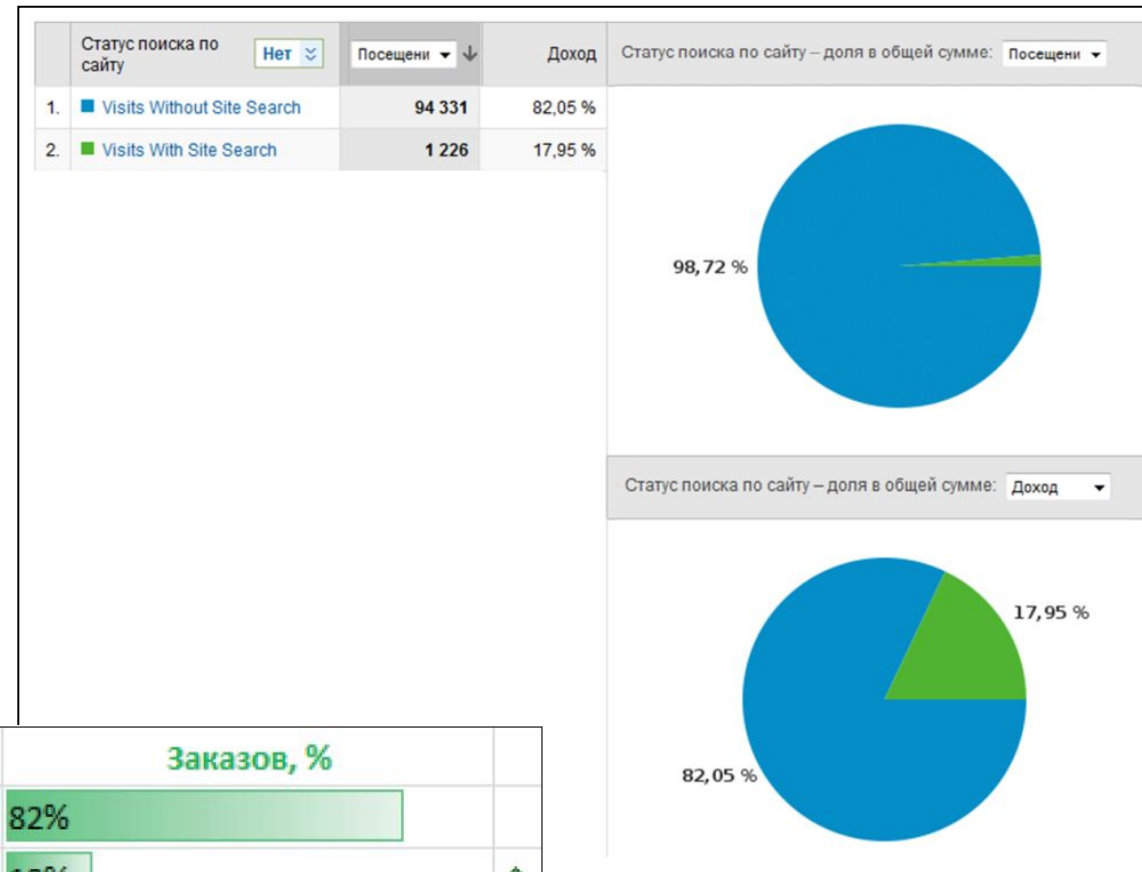 Статус поиска по сайту Нет Посещени Доход Статус поиска по сайту – доля в общей сумме: Посещени
1. Visits Without Site Search 94 331 82,05 %
2. Visits With Site Search 1 226 17,95 %
98,72 %
Статус поиска по сайту – доля в общей сумме: Доход
17,95 %
82,05 %
Заказов, %
82%